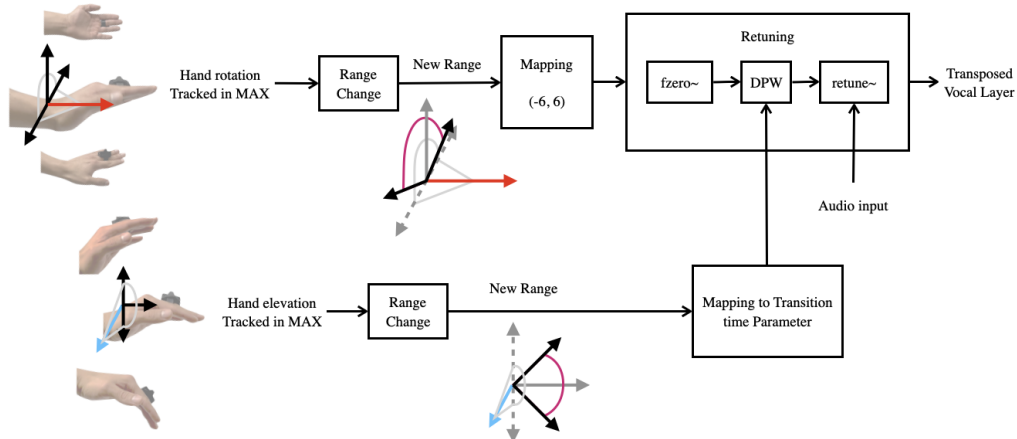 Hand rotation
Tracked in MAX
Range
Change
New Range
Mapping
(-6, 6)
Retuning
fzero~
DPW
retune~
Transposed
Vocal Layer
Audio input
Hand elevation
Tracked in MAX
Range
Change
New Range
Mapping to Transition
time Parameter